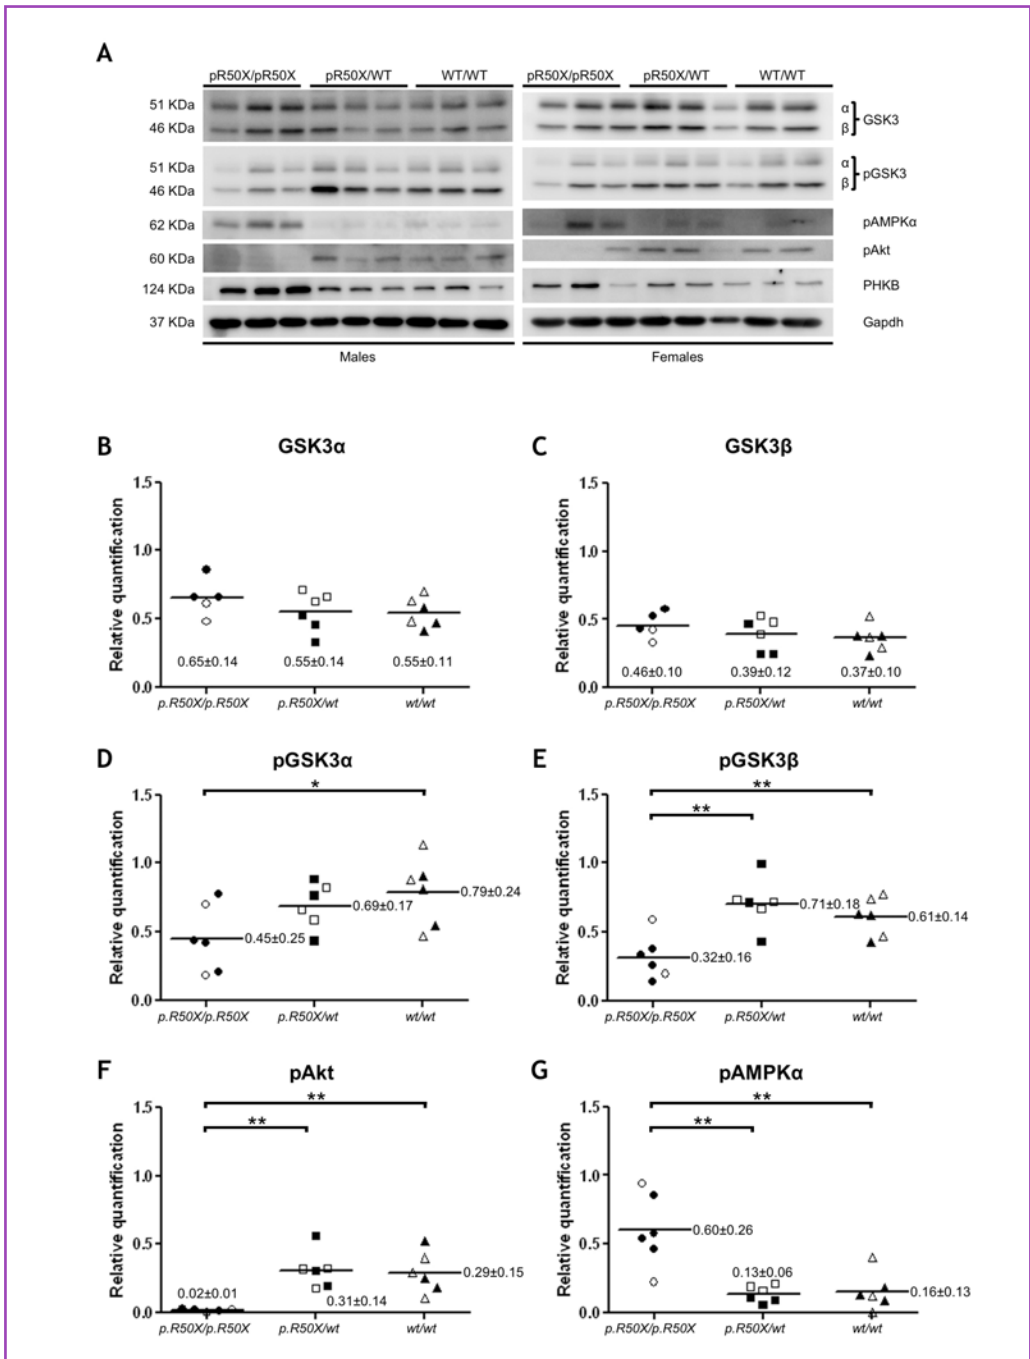 A
pR50X/pR50X pR50X/WT WT/WT pR50X/pR50X pR50X/WT WT/WT
51 KDa α
GSK3
46 KDa β
51 KDa α
pGSK3
46 KDa β
62 KDa pAMPKα
60 KDa pAkt
124 KDa PHKB
37 KDa Gapdh
Males Females
B GSK3α
Relative quantification
1.5
1.0
0.5
0.0
0.65±0.14 0.55±0.14 0.55±0.11
p.R50X/p.R50X p.R50X/wt wt/wt
C GSK3β
Relative quantification
1.5
1.0
0.5
0.0
0.46±0.10 0.39±0.12 0.37±0.10
p.R50X/p.R50X p.R50X/wt wt/wt
D pGSK3α
Relative quantification
1.5
1.0
0.5
0.0
*
0.45±0.25 0.69±0.17 0.79±0.24
p.R50X/p.R50X p.R50X/wt wt/wt
E pGSK3β
Relative quantification
1.5
1.0
0.5
0.0
**
**
0.32±0.16 0.71±0.18 0.61±0.14
p.R50X/p.R50X p.R50X/wt wt/wt
F pAkt
Relative quantification
1.5
1.0
0.5
0.0
**
**
0.02±0.01 0.31±0.14 0.29±0.15
p.R50X/p.R50X p.R50X/wt wt/wt
G pAMPKα
Relative quantification
1.5
1.0
0.5
0.0
**
**
0.60±0.26 0.13±0.06 0.16±0.13
p.R50X/p.R50X p.R50X/wt wt/wt